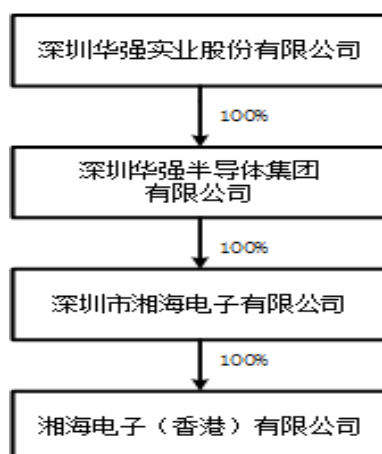 深圳华强实业股份有限公司
100%
深圳华强半导体集团
有限公司
100%
深圳市湘海电子有限公司
100%
湘海电子（香港）有限公司